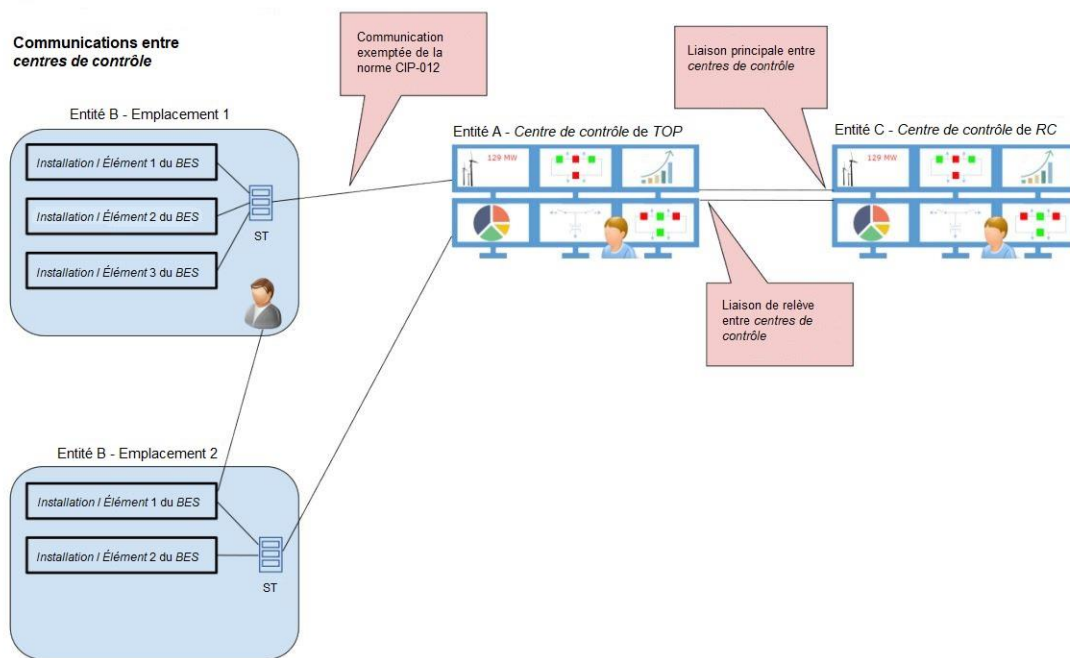 Communications entre
centres de contrôle
Communication
exemptée de la
norme CIP-012
Liaison principale entre
centres de contrôle
Entité B - Emplacement 1
Installation / Élément 1 du BES
Installation / Élément 2 du BES
Installation / Élément 3 du BES
ST
Entité A - Centre de contrôle de TOP
129 MW
Entité C - Centre de contrôle de RC
129 MW
Liaison de relève
entre centres de
contrôle
Entité B - Emplacement 2
Installation / Élément 1 du BES
Installation / Élément 2 du BES
ST